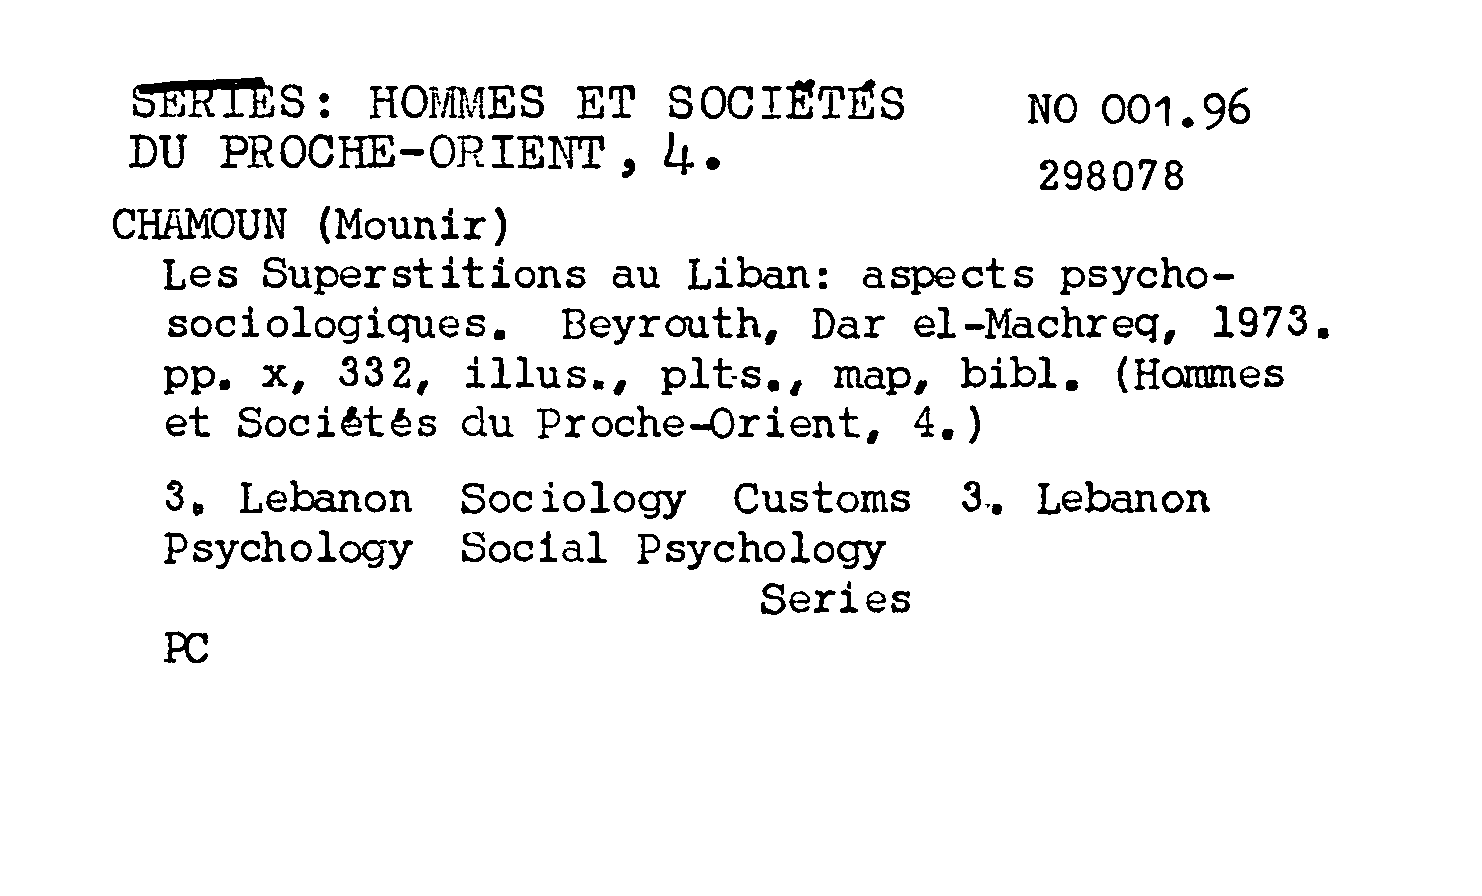 SERIES: HOMMES ET SOCIÉTÉS
DU PROCHE-ORIENT, 4.
NO 001.96
298078
CHAMOUN (Mounir)
Les Superstitions au Liban: aspects psycho-
sociologiques. Beyrouth, Dar el-Machreq, 1973.
pp. x, 332, illus., plts., map, bibl. (Hommes
et Sociétés du Proche-Orient, 4.)
3. Lebanon Sociology Customs 3. Lebanon
Psychology Social Psychology
Series
PC